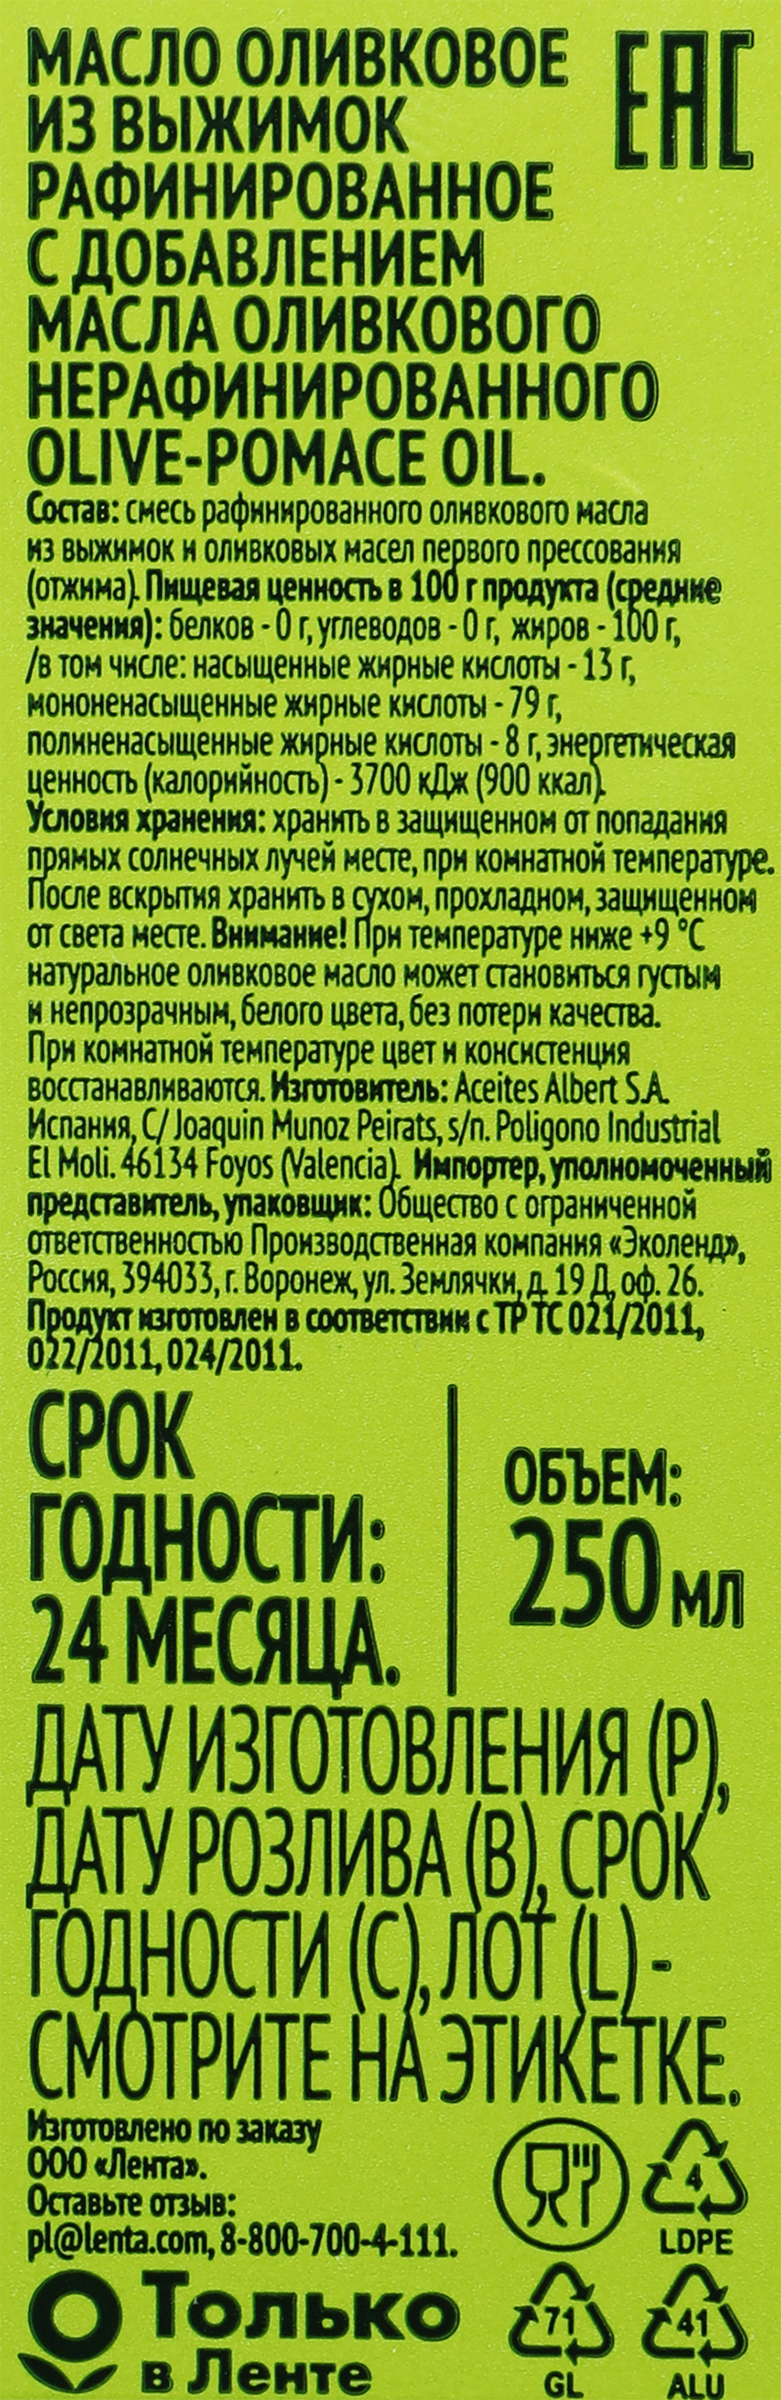 МАСЛО ОЛИВКОВОЕ
ИЗ ВЫЖИМОК
РАФИНИРОВАННОЕ
С ДОБАВЛЕНИЕМ
МАСЛА ОЛИВКОВОГО
НЕРАФИНИРОВАННОГО
OLIVE-POMACE OIL.
EAC
Состав: смесь рафинированного оливкового масла
из выжимок и оливковых масел первого прессования
(отжима). Пищевая ценность в 100 г продукта (средние
значения): белков - 0 г, углеводов - 0 г, жиров - 100 г,
/в том числе: насыщенные жирные кислоты - 13 г,
мононенасыщенные жирные кислоты - 79 г,
полиненасыщенные жирные кислоты - 8 г, энергетическая
ценность (калорийность) - 3700 кДж (900 ккал).
Условия хранения: хранить в защищенном от попадания
прямых солнечных лучей месте, при комнатной температуре.
После вскрытия хранить в сухом, прохладном, защищенном
от света месте. Внимание! При температуре ниже +9 °C
натуральное оливковое масло может становиться густым
и непрозрачным, белого цвета, без потери качества.
При комнатной температуре цвет и консистенция
восстанавливаются. Изготовитель: Aceites Albert S.A.
Испания, C/ Joaquin Munoz Peirats, s/n. Poligono Industrial
El Moli. 46134 Foyos (Valencia). Импортер, уполномоченный
представитель, упаковщик: Общество с ограниченной
ответственностью Производственная компания «Эколенд»,
Россия, 394033, г. Воронеж, ул. Землячки, д. 19 Д, оф. 26.
Продукт изготовлен в соответствии с ТР ТС 021/2011,
022/2011, 024/2011.
СРОК
ГОДНОСТИ:
24 МЕСЯЦА.
ОБЪЕМ:
250 мл
ДАТУ ИЗГОТОВЛЕНИЯ (P),
ДАТУ РОЗЛИВА (B), СРОК
ГОДНОСТИ (C), ЛОТ (L) -
СМОТРИТЕ НА ЭТИКЕТКЕ.
Изготовлено по заказу
ООО «Лента».
Оставьте отзыв:
pl@lenta.com, 8-800-700-4-111.
Только
в Ленте
4
LDPE
71
GL
41
ALU